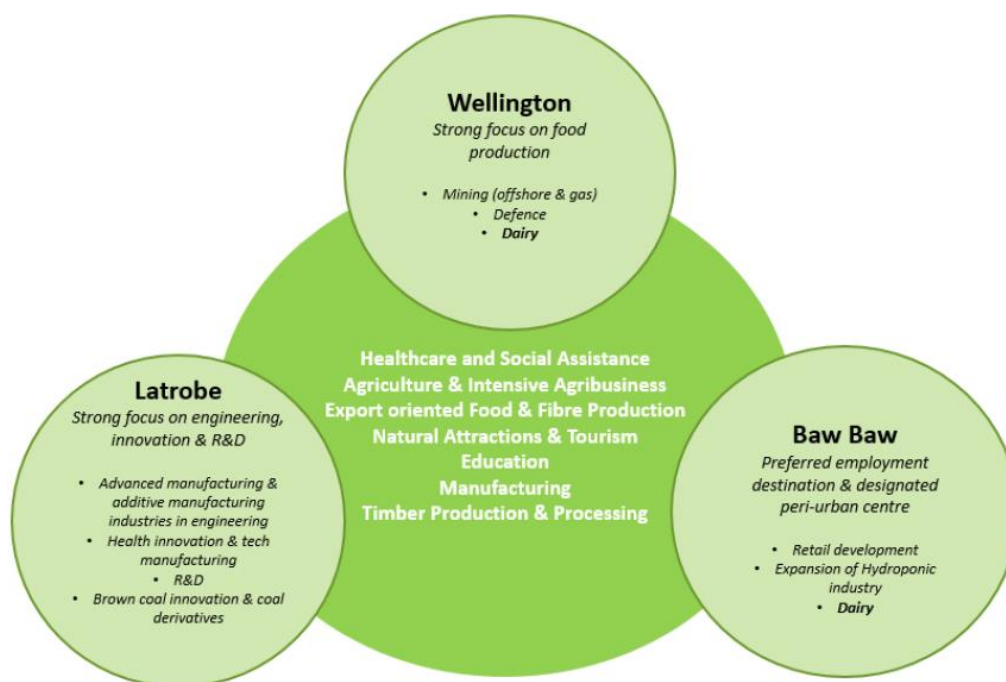 Wellington
Strong focus on food
production
• Mining (offshore & gas)
• Defence
• Dairy
Healthcare and Social Assistance
Agriculture & Intensive Agribusiness
Export oriented Food & Fibre Production
Natural Attractions & Tourism
Education
Manufacturing
Timber Production & Processing
Latrobe
Strong focus on engineering,
innovation & R&D
• Advanced manufacturing &
additive manufacturing
industries in engineering
• Health innovation & tech
manufacturing
• R&D
• Brown coal innovation & coal
derivatives
Baw Baw
Preferred employment
destination & designated
peri-urban centre
• Retail development
• Expansion of Hydroponic
industry
• Dairy